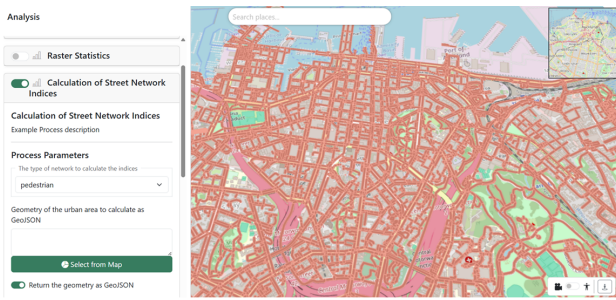 Analysis
Raster Statistics
Calculation of Street Network
Indices
Calculation of Street Network Indices
Example Process description
Process Parameters
The type of network to calculate the indices
pedestrian
Geometry of the urban area to calculate as
GeoJSON
Select from Map
Return the geometry as GeoJSON
Search places...
Port of